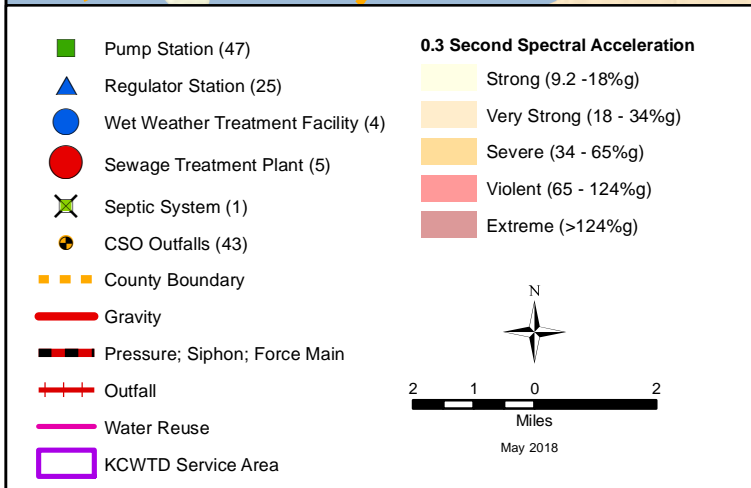 Pump Station (47)
Regulator Station (25)
Wet Weather Treatment Facility (4)
Sewage Treatment Plant (5)
Septic System (1)
CSO Outfalls (43)
County Boundary
Gravity
Pressure; Siphon; Force Main
Outfall
Water Reuse
KCWTD Service Area
0.3 Second Spectral Acceleration
Strong (9.2 -18%g)
Very Strong (18 - 34%g)
Severe (34 - 65%g)
Violent (65 - 124%g)
Extreme (>124%g)
N
2 1 0 2
Miles
May 2018